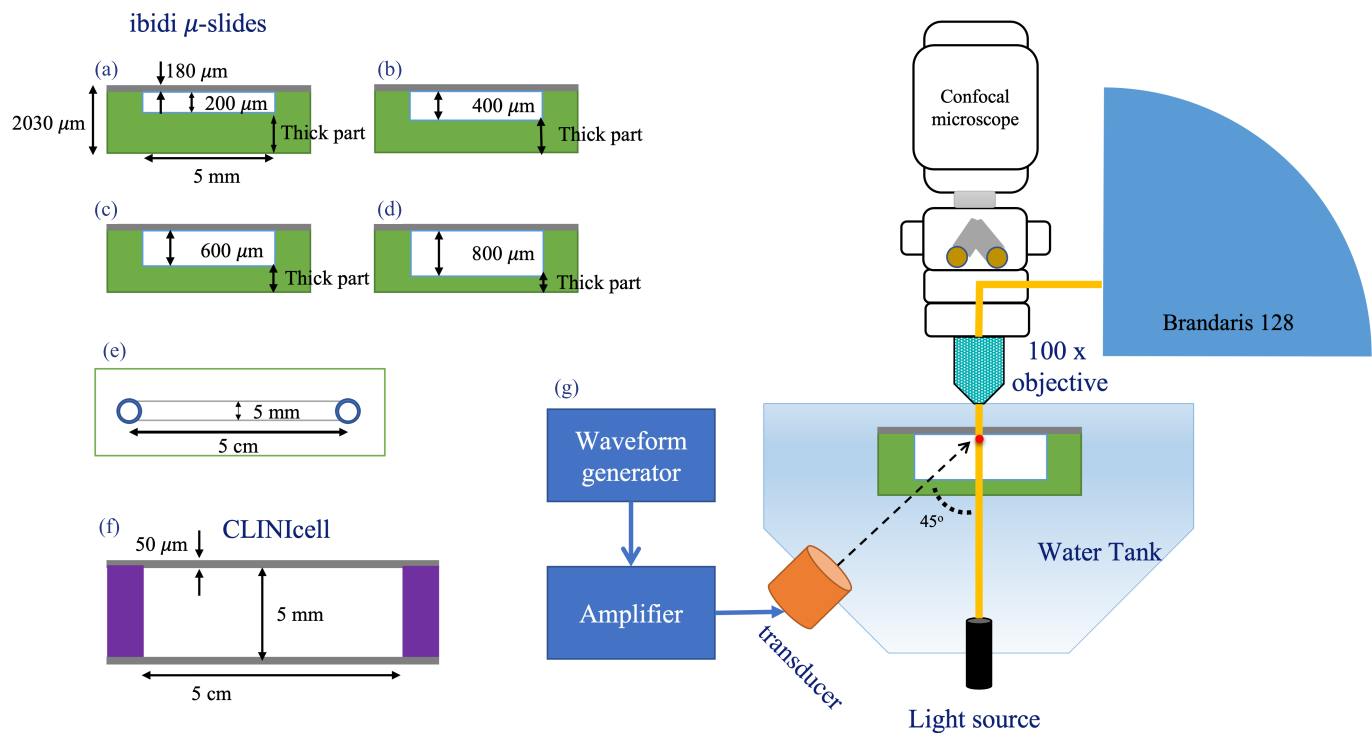 ibidi μ-slides
(a)
180 μm
200 μm
2030 μm
Thick part
5 mm
(b)
400 μm
Thick part
(c)
600 μm
Thick part
(d)
800 μm
Thick part
(e)
5 mm
5 cm
(f)
CLINIcell
50 μm
5 mm
5 cm
(g)
Waveform
generator
Amplifier
transducer
Confocal
microscope
Brandaris 128
100 x
objective
45º
Water Tank
Light source